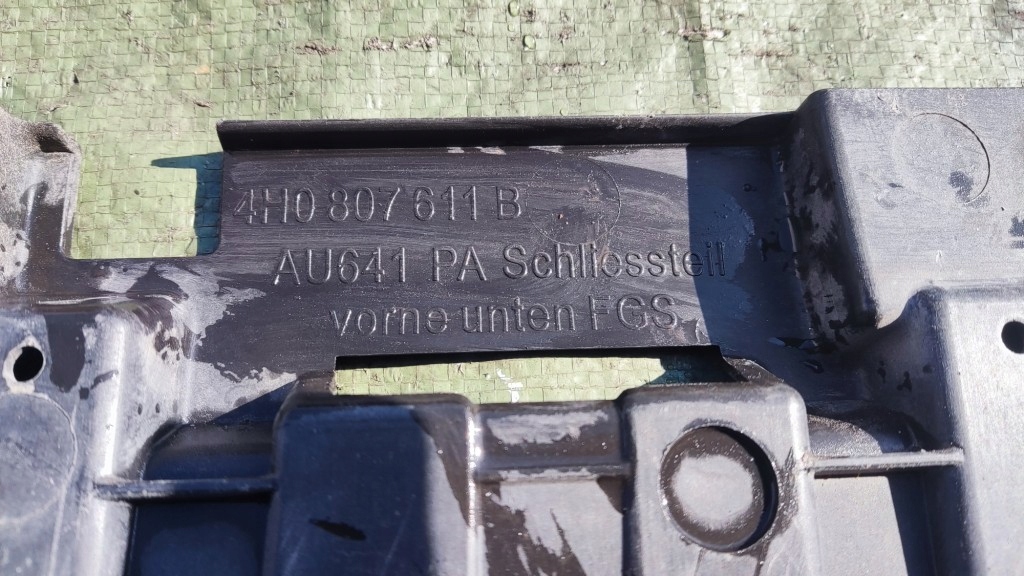 4H0 807 611 B
AU641 PA Schliessteil
vorne unten FGS